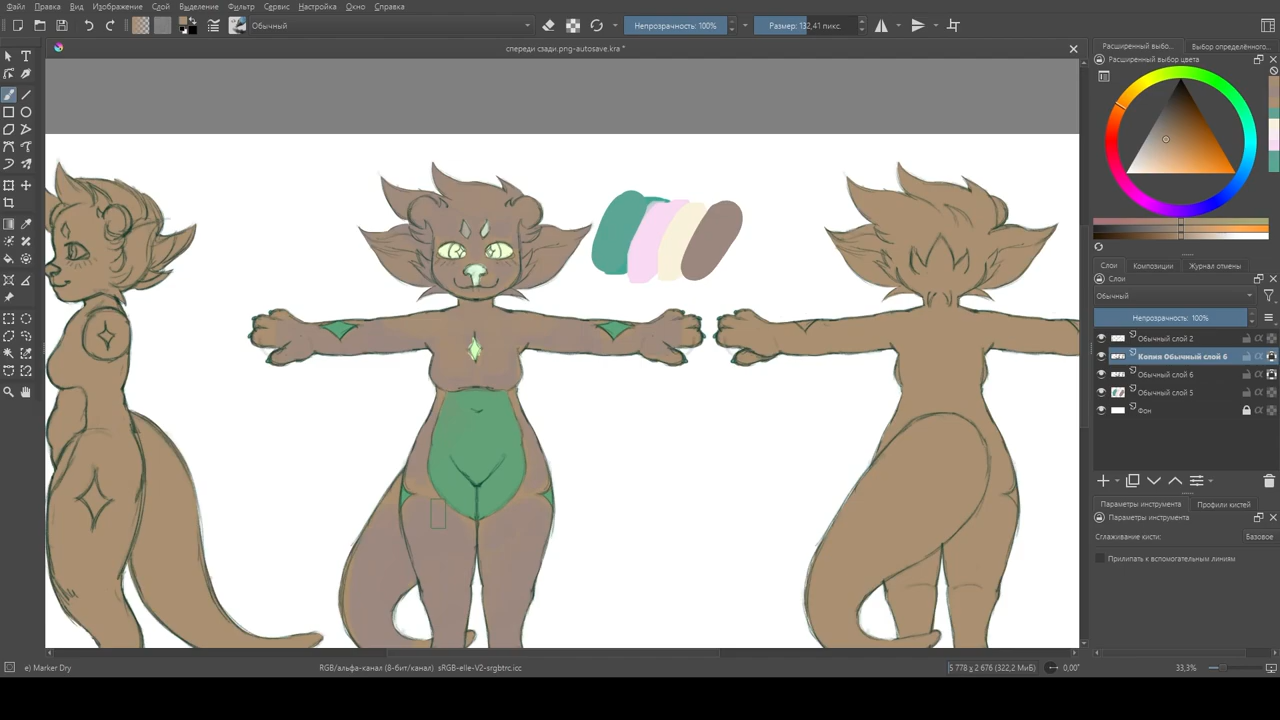 Файл Правка Вид Изображение Слой Выделение Фильтр Сервис Настройка Окно Справка
Обычный
Непрозрачность: 100%
Размер: 132,41 пикс.
спереди сзади.png-autosave.kra *
Расширенный выбо...
Выбор определённого...
Расширенный выбор цвета
Слои
Композиции
Журнал отмены
Слои
Обычный
Непрозрачность: 100%
Обычный слой 2
Копия Обычный слой 6
Обычный слой 6
Обычный слой 5
Фон
Параметры инструмента
Профили кистей
Параметры инструмента
Сглаживание кисти:
Базовое
Прилипать к вспомогательным линиям
e) Marker Dry
RGB/альфа-канал (8-бит/канал) sRGB-elle-V2-srgbtrc.icc
5 778 x 2 676 (322,2 МиБ)
0,00°
33,3%